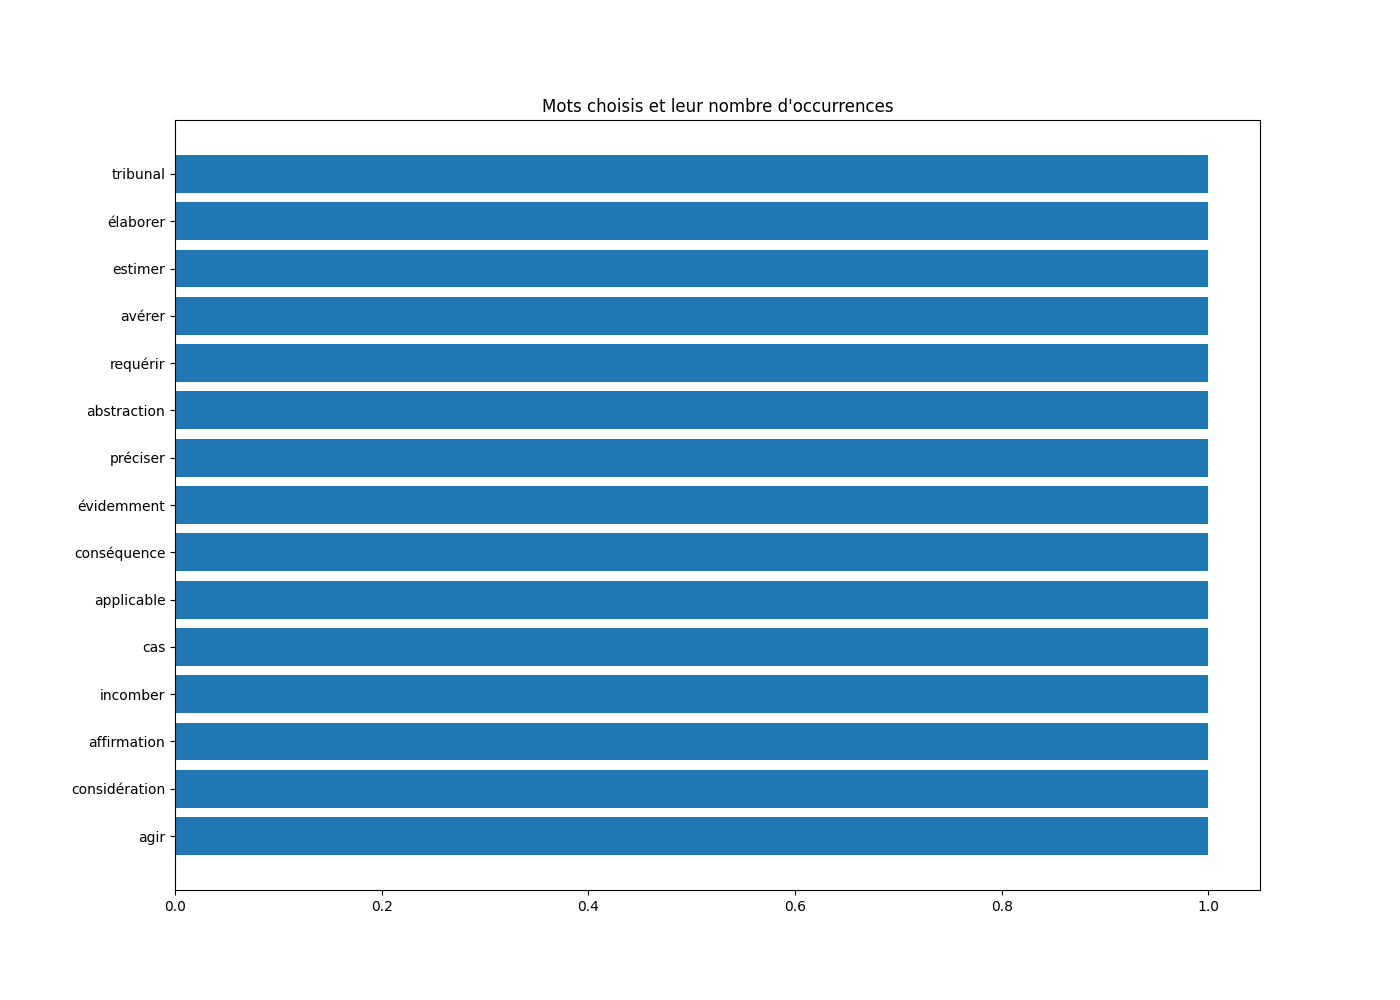 Mots choisis et leur nombre d'occurrences
tribunal
élaborer
estimer
avérer
requérir
abstraction
préciser
évidemment
conséquence
applicable
cas
incomber
affirmation
considération
agir
0.0 0.2 0.4 0.6 0.8 1.0